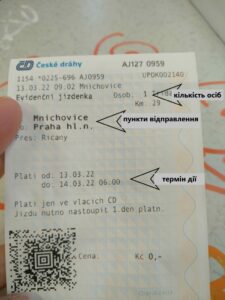 České dráhy AJ127 0959
1154 *0225-696 AJ0959 UPOK002140
13.03.22 09:02 Mnichovice
Evidenční jízdenka Osob. 1
кількість осіб
Km. 29
Mnichovice
Praha hl.n.
пункти відправлення
Přes: Říčany
Platí od: 13.03.22
do: 14.03.22 06:00
термін дії
Platí jen ve vlacích ČD
Jízdu nutno nastoupit 1.den platn.
Cena: Kč 0,-